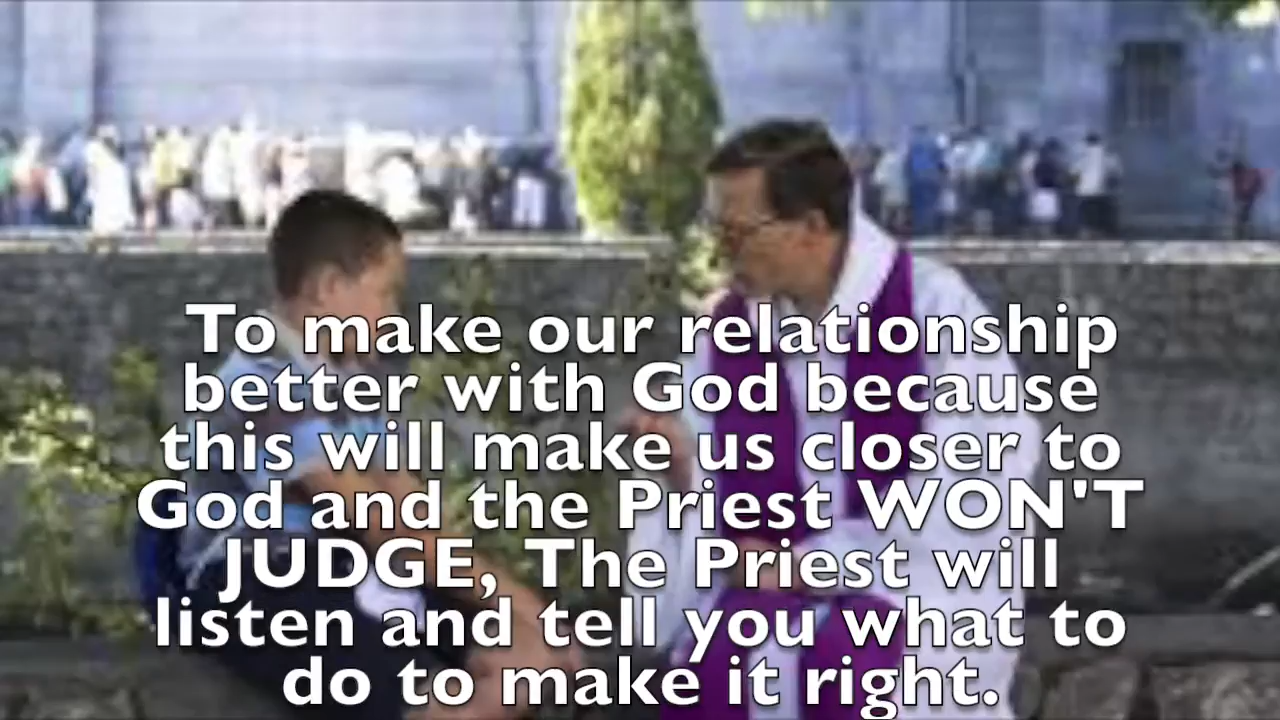 To make our relationship
better with God because
this will make us closer to
God and the Priest WON'T
JUDGE, The Priest will
listen and tell you what to
do to make it right.